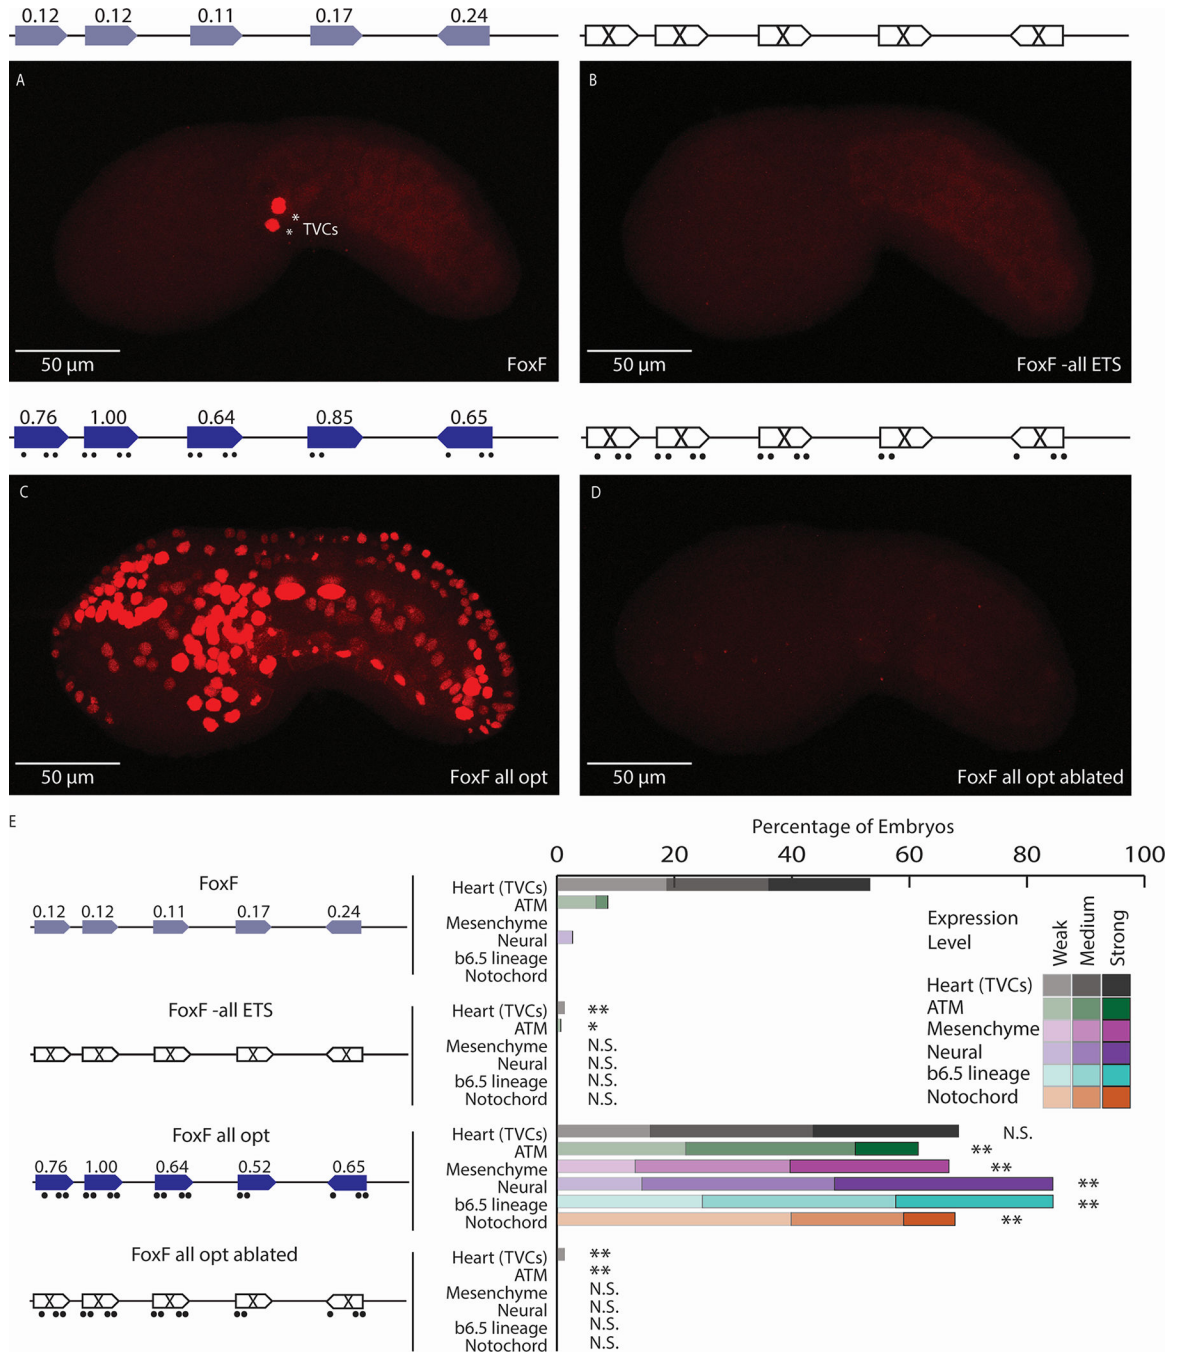 0.12 0.12 0.11 0.17 0.24
X X X X X
A
* TVCs
*
50 µm
FoxF
B
50 µm
FoxF -all ETS
0.76 1.00 0.64 0.85 0.65
X X X X X
C
50 µm
FoxF all opt
D
50 µm
FoxF all opt ablated
E
Percentage of Embryos
0 20 40 60 80 100
FoxF
0.12 0.12 0.11 0.17 0.24
Heart (TVCs)
ATM
Mesenchyme
Neural
b6.5 lineage
Notochord
Expression
Level
Weak
Medium
Strong
Heart (TVCs)
ATM
Mesenchyme
Neural
b6.5 lineage
Notochord
FoxF -all ETS
X X X X X
Heart (TVCs) **
ATM *
Mesenchyme N.S.
Neural N.S.
b6.5 lineage N.S.
Notochord N.S.
FoxF all opt
0.76 1.00 0.64 0.52 0.65
Heart (TVCs) N.S.
ATM **
Mesenchyme **
Neural **
b6.5 lineage **
Notochord **
FoxF all opt ablated
X X X X X
Heart (TVCs) **
ATM **
Mesenchyme N.S.
Neural N.S.
b6.5 lineage N.S.
Notochord N.S.